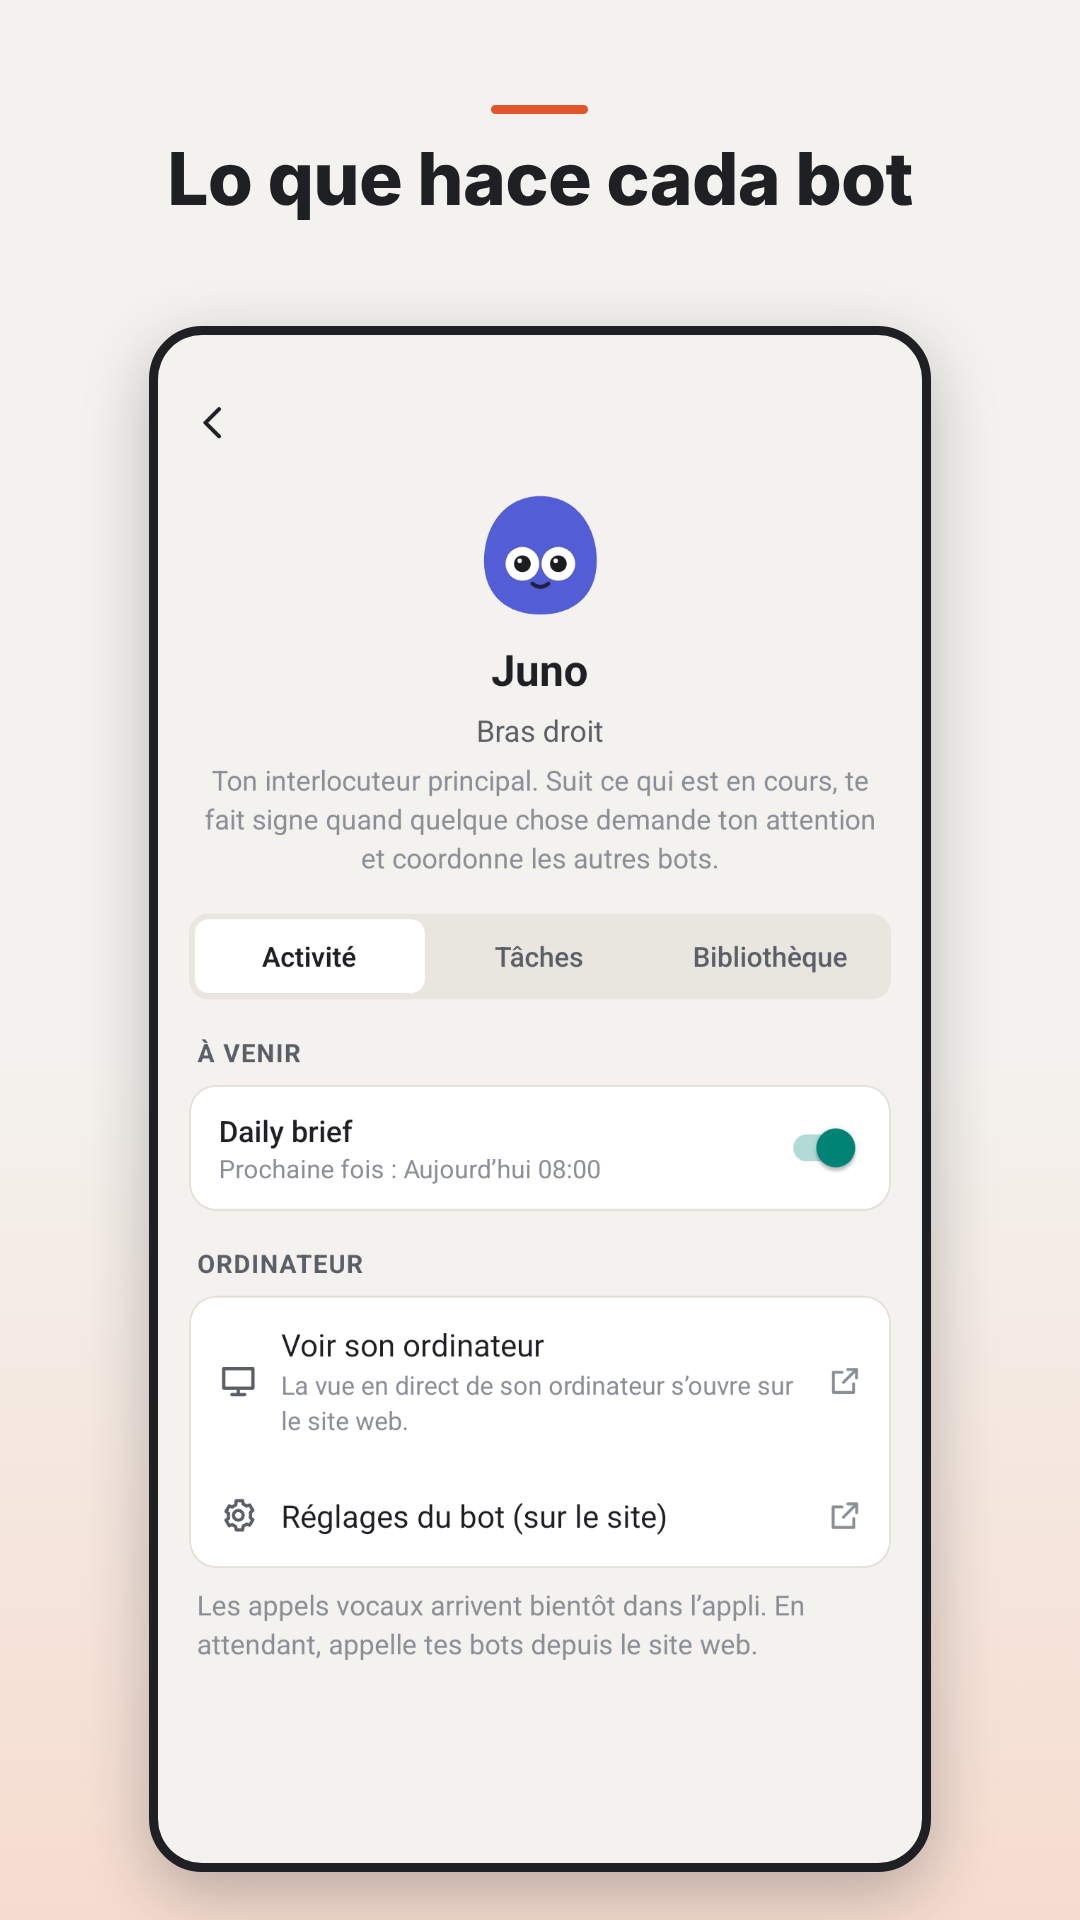 Lo que hace cada bot
Juno
Bras droit
Ton interlocuteur principal. Suit ce qui est en cours, te
fait signe quand quelque chose demande ton attention
et coordonne les autres bots.
Activité
Tâches
Bibliothèque
À VENIR
Daily brief
Prochaine fois : Aujourd’hui 08:00
ORDINATEUR
Voir son ordinateur
La vue en direct de son ordinateur s’ouvre sur
le site web.
Réglages du bot (sur le site)
Les appels vocaux arrivent bientôt dans l’appli. En
attendant, appelle tes bots depuis le site web.